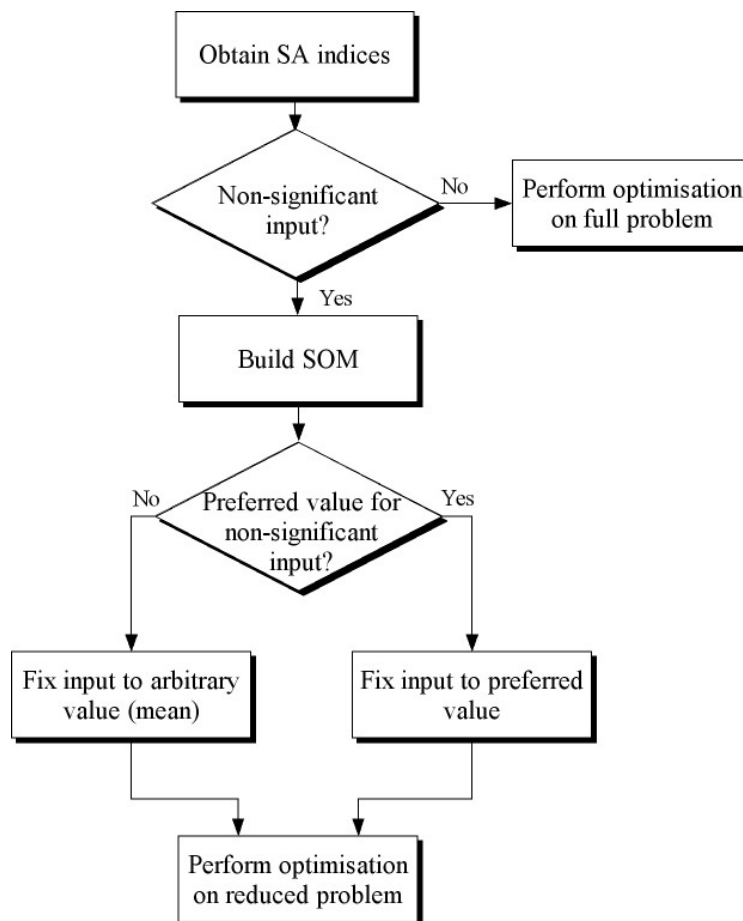 Obtain SA indices
Non-significant
input?
No
Perform optimisation
on full problem
Yes
Build SOM
No
Preferred value for
non-significant
input?
Yes
Fix input to arbitrary
value (mean)
Fix input to preferred
value
Perform optimisation
on reduced problem